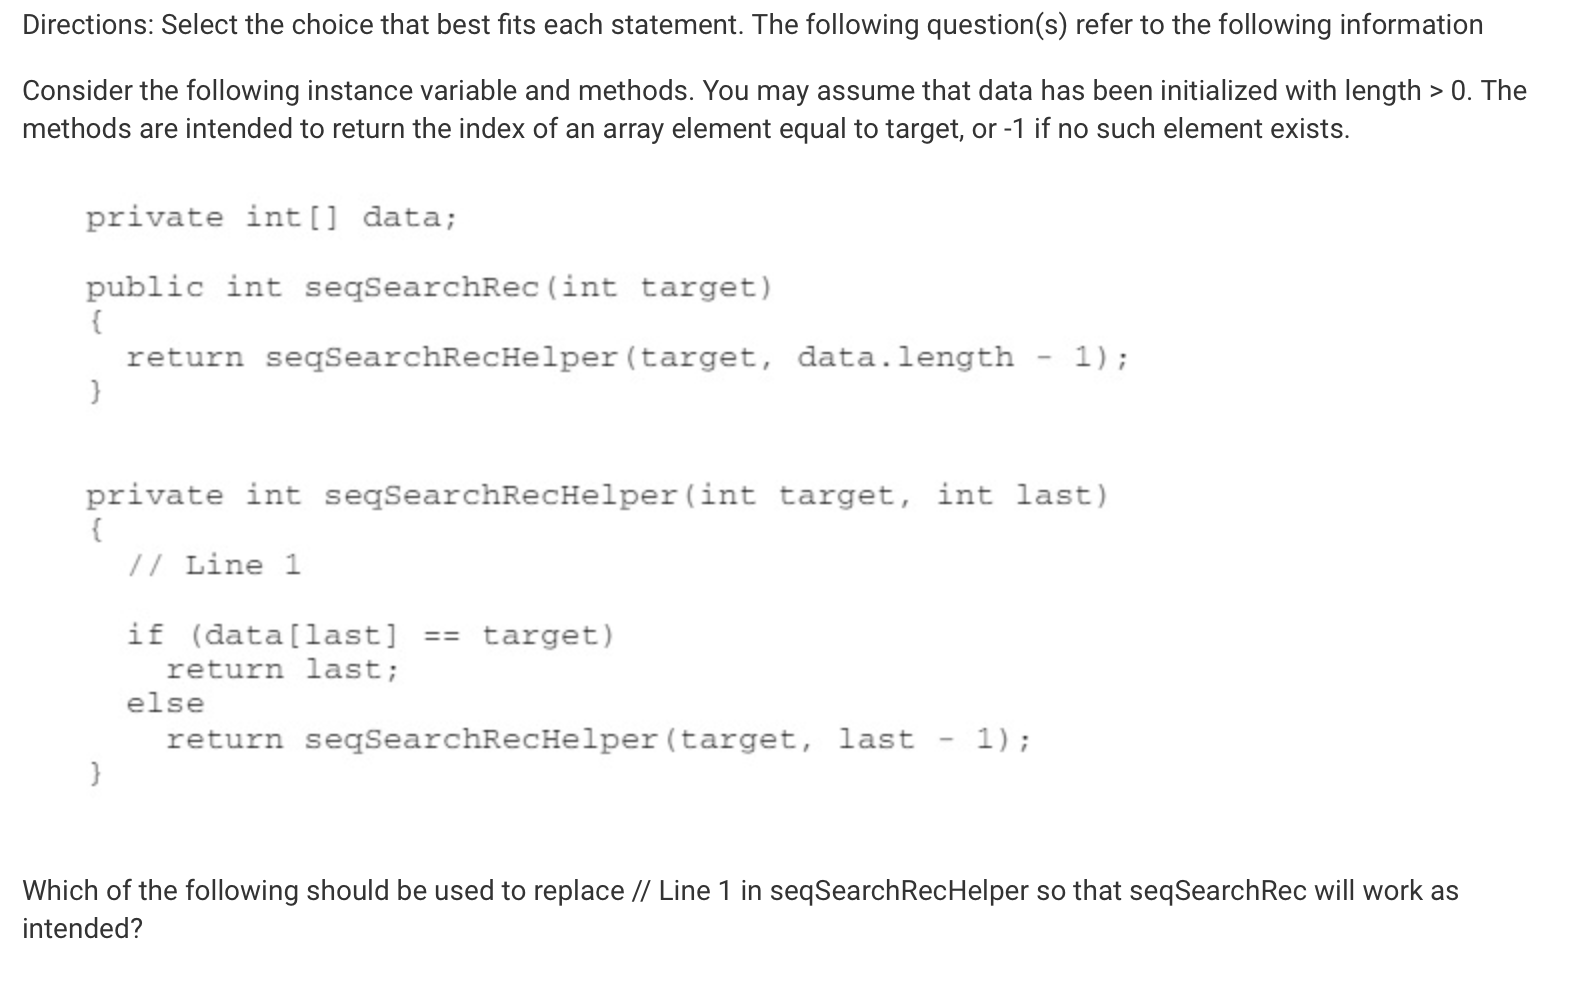 Directions: Select the choice that best fits each statement. The following question(s) refer to the following information
Consider the following instance variable and methods. You may assume that data has been initialized with length > 0. The
methods are intended to return the index of an array element equal to target, or -1 if no such element exists.
private int[] data;
public int seqSearchRec(int target)
{
return seqSearchRecHelper(target, data.length - 1);
}
private int seqSearchRecHelper(int target, int last)
{
// Line 1
if (data[last] == target)
return last;
else
return seqSearchRecHelper(target, last - 1);
}
Which of the following should be used to replace // Line 1 in seqSearchRecHelper so that seqSearchRec will work as
intended?